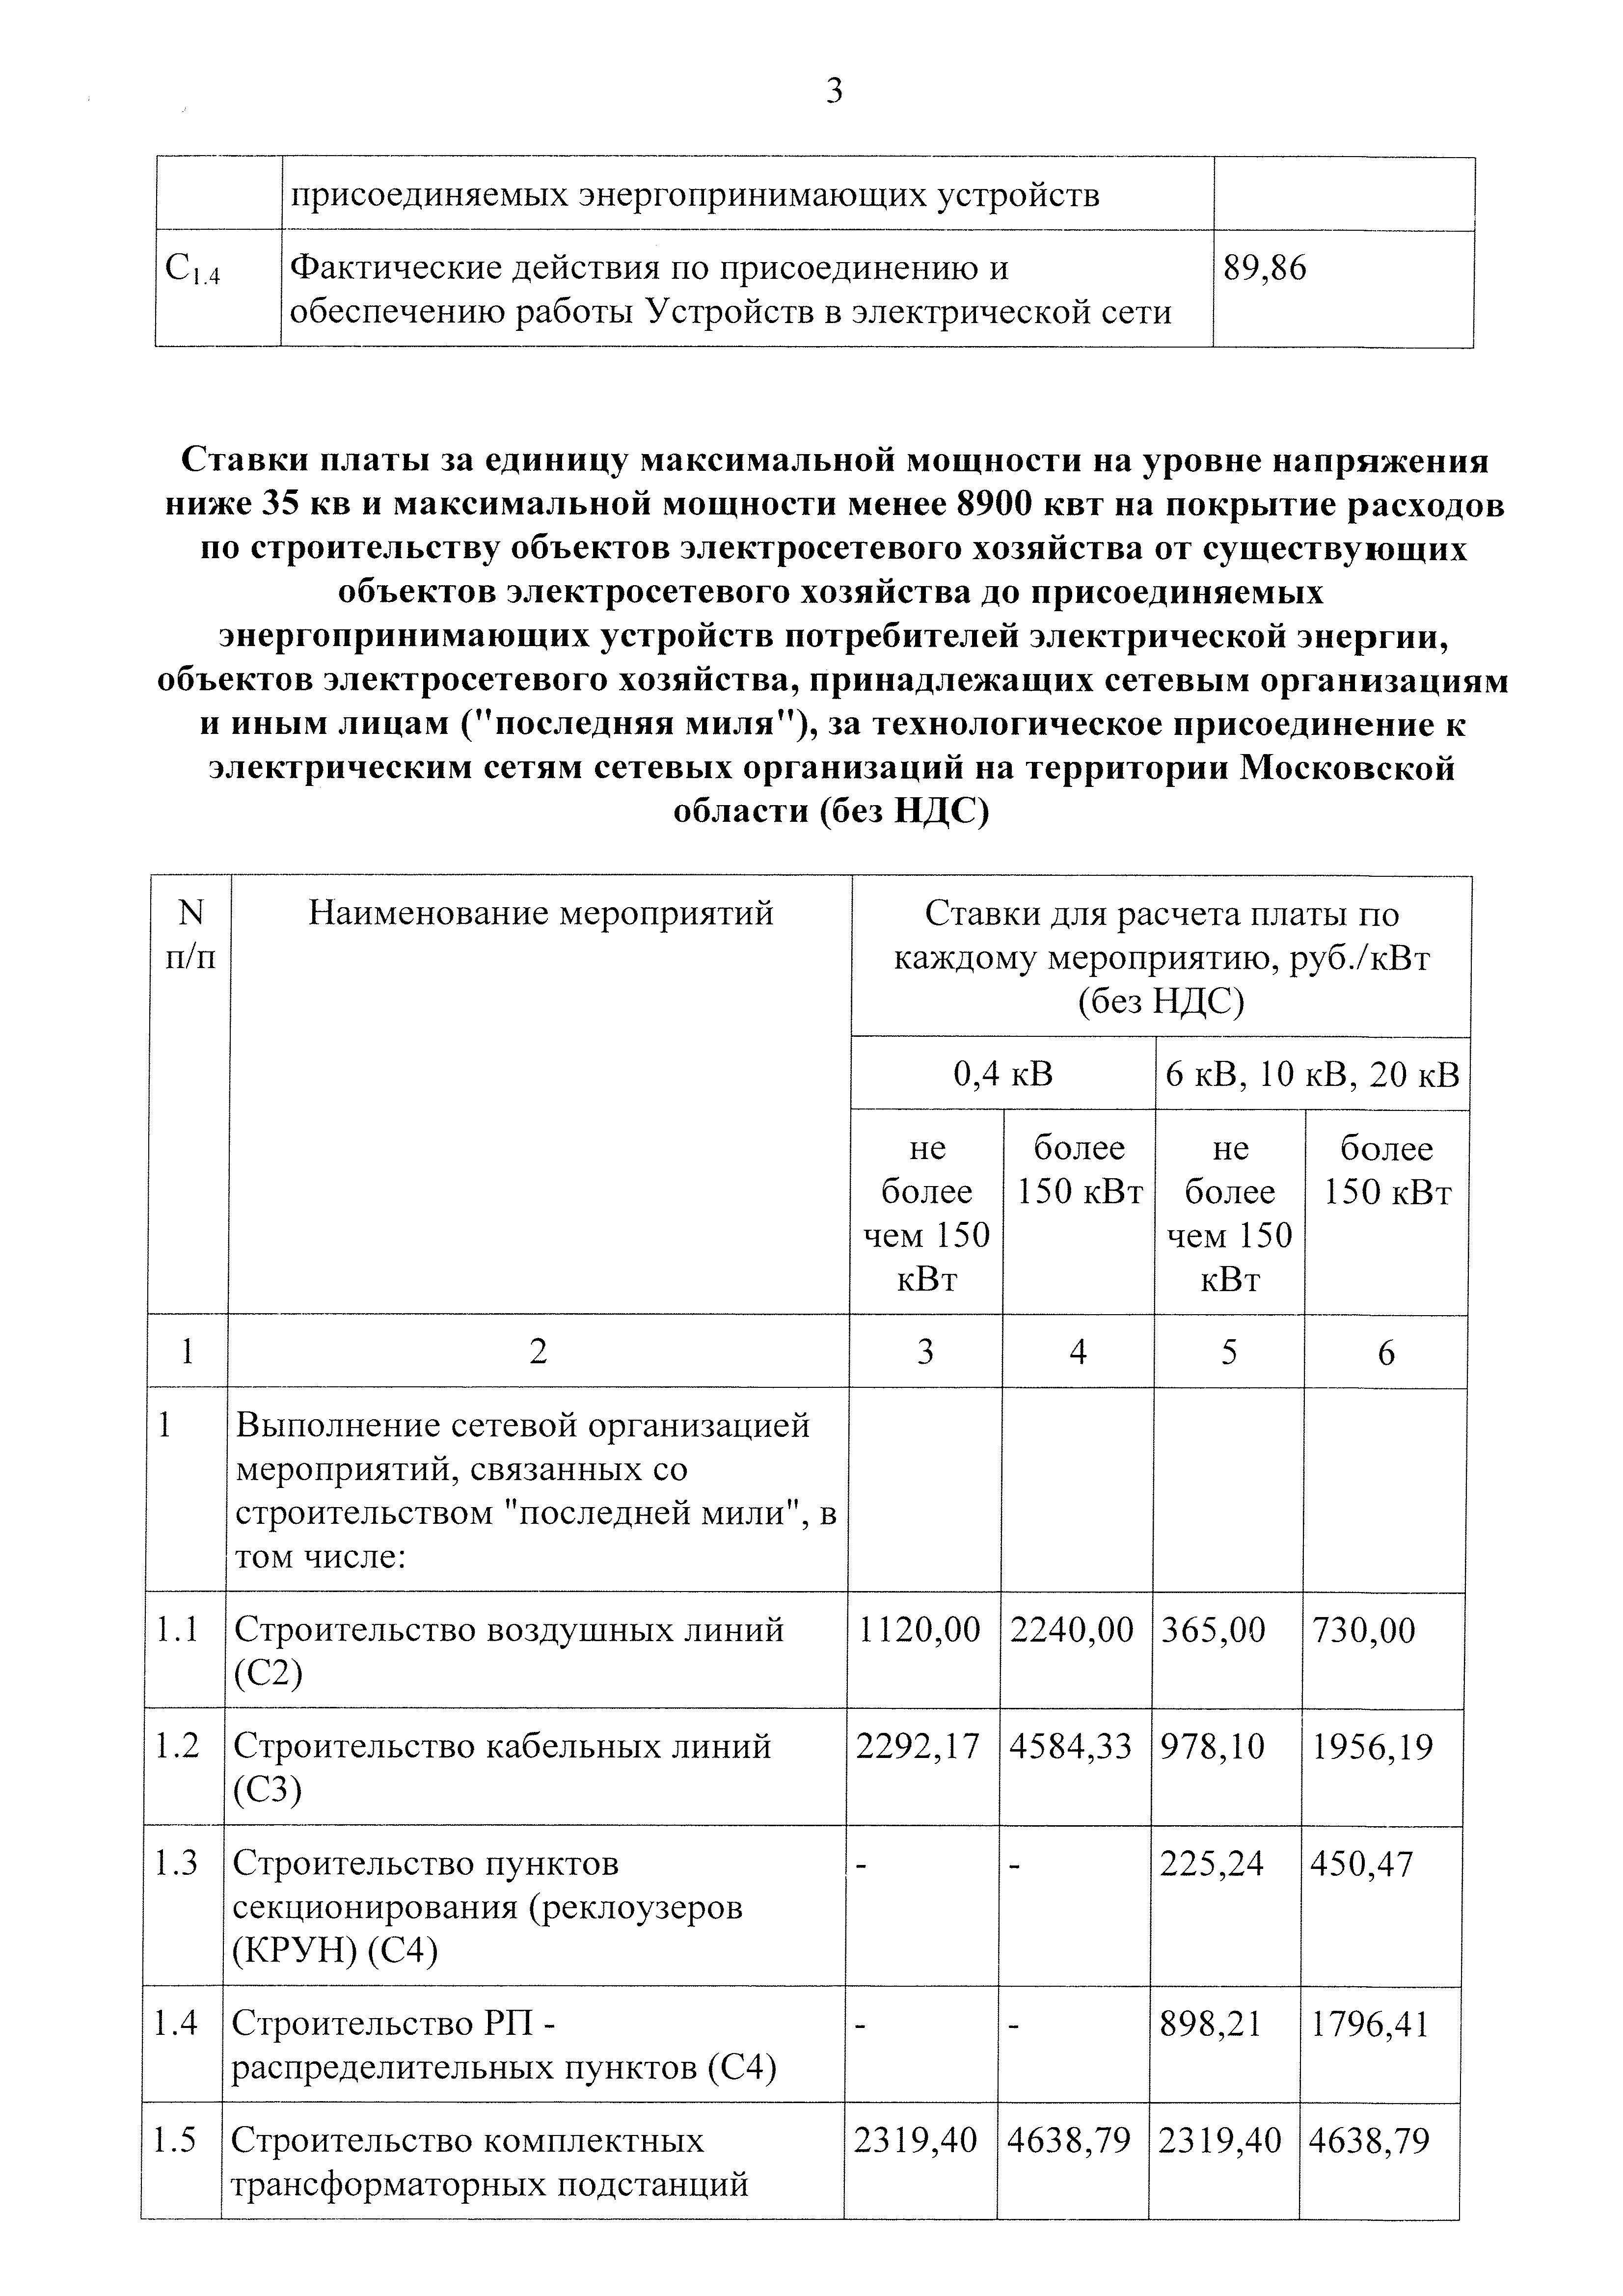 3
присоединяемых энергопринимающих устройств
С1.4 Фактические действия по присоединению и 89,86
обеспечению работы Устройств в электрической сети
Ставки платы за единицу максимальной мощности на уровне напряжения
ниже 35 кв и максимальной мощности менее 8900 квт на покрытие расходов
по строительству объектов электросетевого хозяйства от существующих
объектов электросетевого хозяйства до присоединяемых
энергопринимающих устройств потребителей электрической энергии,
объектов электросетевого хозяйства, принадлежащих сетевым организациям
и иным лицам ("последняя миля"), за технологическое присоединение к
электрическим сетям сетевых организаций на территории Московской
области (без НДС)
N
п/п
Наименование мероприятий
Ставки для расчета платы по
каждому мероприятию, руб./кВт
(без НДС)
0,4 кВ
6 кВ, 10 кВ, 20 кВ
не
более
чем 150
кВт
более
150 кВт
не
более
чем 150
кВт
более
150 кВт
1 2 3 4 5 6
1 Выполнение сетевой организацией
мероприятий, связанных со
строительством "последней мили", в
том числе:
1.1 Строительство воздушных линий 1120,00 2240,00 365,00 730,00
(С2)
1.2 Строительство кабельных линий 2292,17 4584,33 978,10 1956,19
(С3)
1.3 Строительство пунктов - - 225,24 450,47
секционирования (реклоузеров
(КРУН) (С4)
1.4 Строительство РП - - - 898,21 1796,41
распределительных пунктов (С4)
1.5 Строительство комплектных 2319,40 4638,79 2319,40 4638,79
трансформаторных подстанций